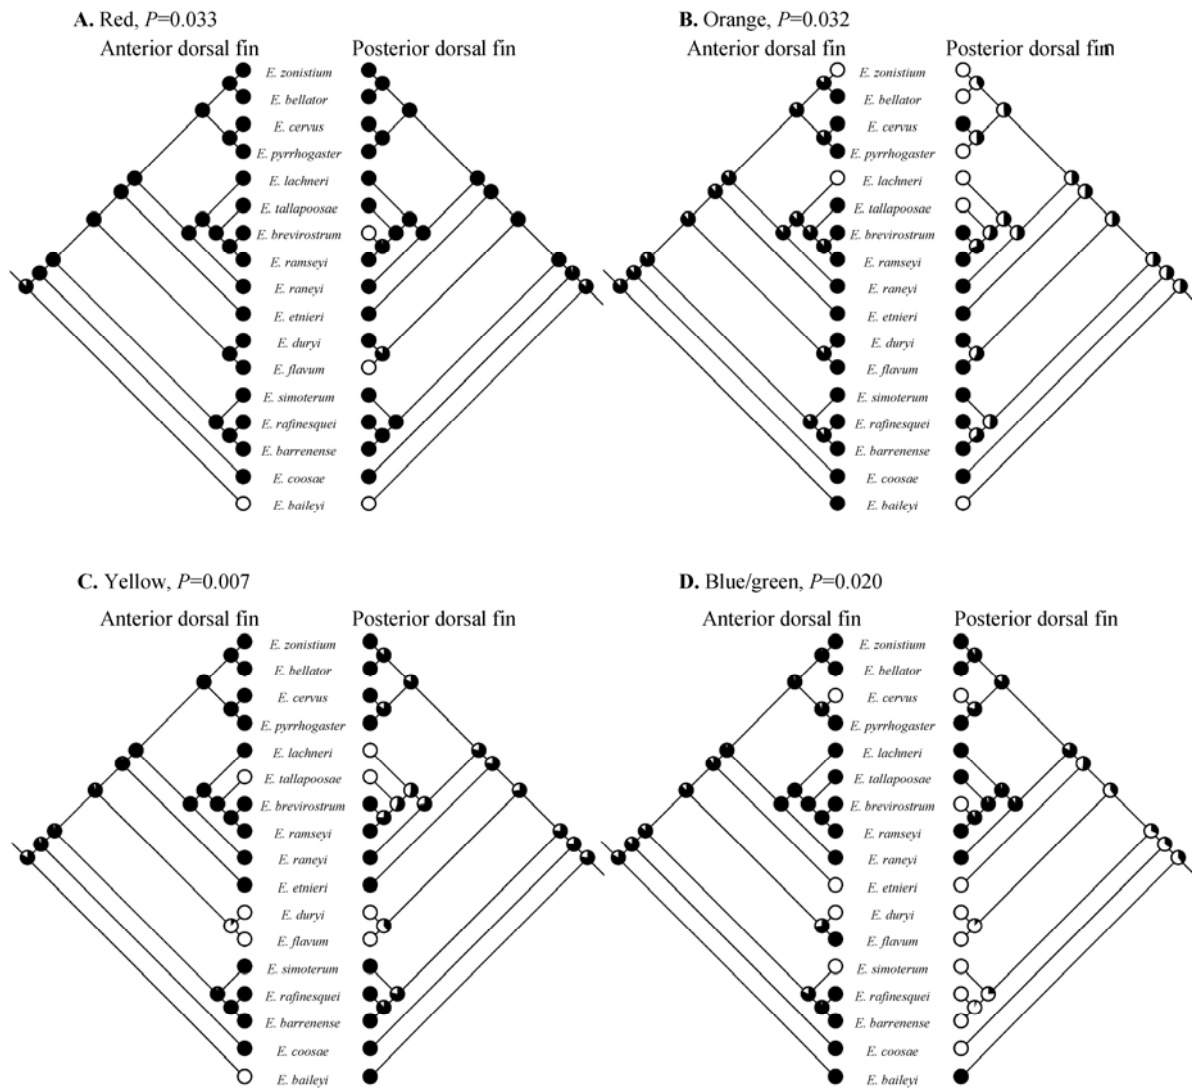 A. Red, P=0.033
Anterior dorsal fin
Posterior dorsal fin
E. zonistium
E. bellator
E. cervus
E. pyrrhogaster
E. lachneri
E. tallapoosae
E. brevirostrum
E. ramseyi
E. raneyi
E. etnieri
E. duryi
E. flavum
E. simoterum
E. rafinesquei
E. barrenense
E. coosae
E. baileyi
B. Orange, P=0.032
Anterior dorsal fin
Posterior dorsal fin
E. zonistium
E. bellator
E. cervus
E. pyrrhogaster
E. lachneri
E. tallapoosae
E. brevirostrum
E. ramseyi
E. raneyi
E. etnieri
E. duryi
E. flavum
E. simoterum
E. rafinesquei
E. barrenense
E. coosae
E. baileyi
C. Yellow, P=0.007
Anterior dorsal fin
Posterior dorsal fin
E. zonistium
E. bellator
E. cervus
E. pyrrhogaster
E. lachneri
E. tallapoosae
E. brevirostrum
E. ramseyi
E. raneyi
E. etnieri
E. duryi
E. flavum
E. simoterum
E. rafinesquei
E. barrenense
E. coosae
E. baileyi
D. Blue/green, P=0.020
Anterior dorsal fin
Posterior dorsal fin
E. zonistium
E. bellator
E. cervus
E. pyrrhogaster
E. lachneri
E. tallapoosae
E. brevirostrum
E. ramseyi
E. raneyi
E. etnieri
E. duryi
E. flavum
E. simoterum
E. rafinesquei
E. barrenense
E. coosae
E. baileyi